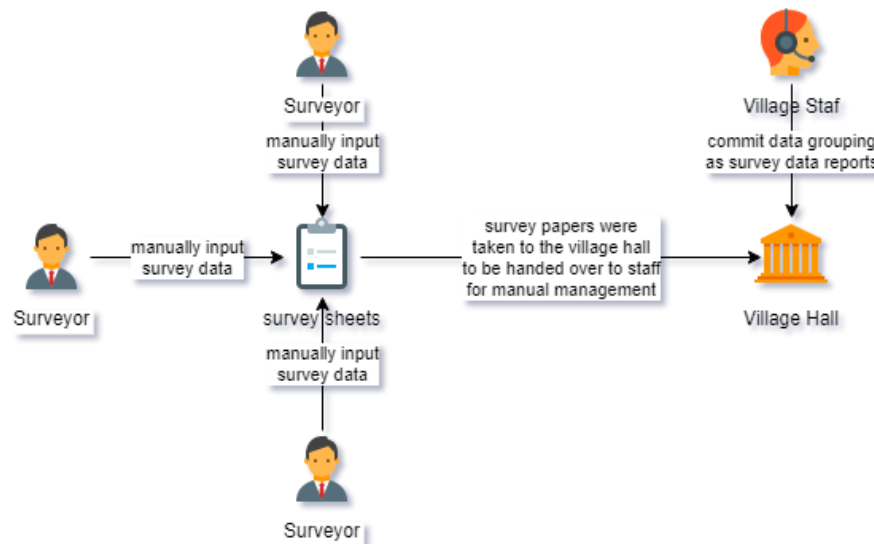 Surveyor
manually input
survey data
Village Staf
commit data grouping
as survey data reports
Surveyor
manually input
survey data
survey sheets
survey papers were
taken to the village hall
to be handed over to staff
for manual management
Village Hall
manually input
survey data
Surveyor